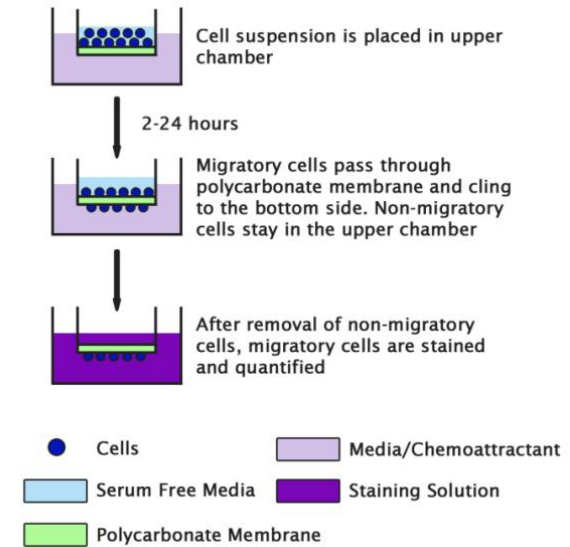 Cell suspension is placed in upper
chamber
2-24 hours
Migratory cells pass through
polycarbonate membrane and cling
to the bottom side. Non-migratory
cells stay in the upper chamber
After removal of non-migratory
cells, migratory cells are stained
and quantified
Cells
Media/Chemoattractant
Serum Free Media
Staining Solution
Polycarbonate Membrane